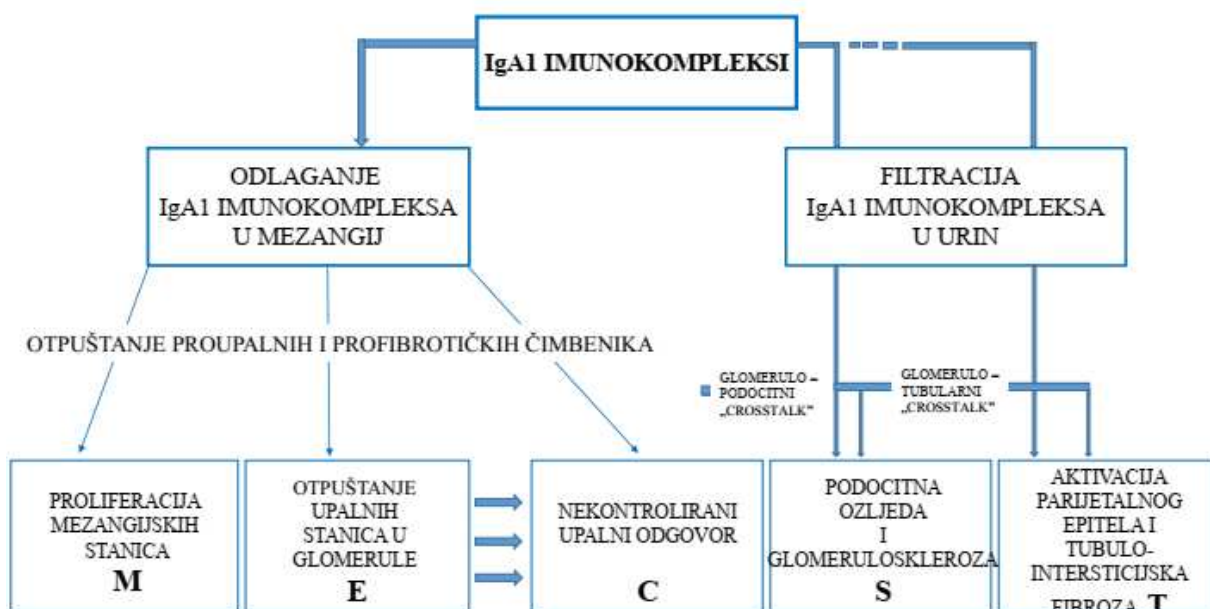 IgA1 IMUNOKOMPLEKSI
ODLAGANJE
IgA1 IMUNOKOMPLEKSA
U MEZANGIJ
FILTRACIJA
IgA1 IMUNOKOMPLEKSA
U URIN
OTPUŠTANJE PROUPALNIH I PROFIBROTIČKIH ČIMBENIKA
GLOMERULO –
PODOCITNI
„CROSSTALK”
GLOMERULO –
TUBULARNI
„CROSSTALK”
PROLIFERACIJA
MEZANGIJSKIH
STANICA
M
OTPUŠTANJE
UPALNIH
STANICA U
GLOMERULE
E
NEKONTROLIRANI
UPALNI ODGOVOR
C
PODOCITNA
OZLJEDA
I
GLOMERULOSKLEROZA
S
AKTIVACIJA
PARIJETALNOG
EPITELA I
TUBULO-
INTERSTICIJSKA
FIBROZA T